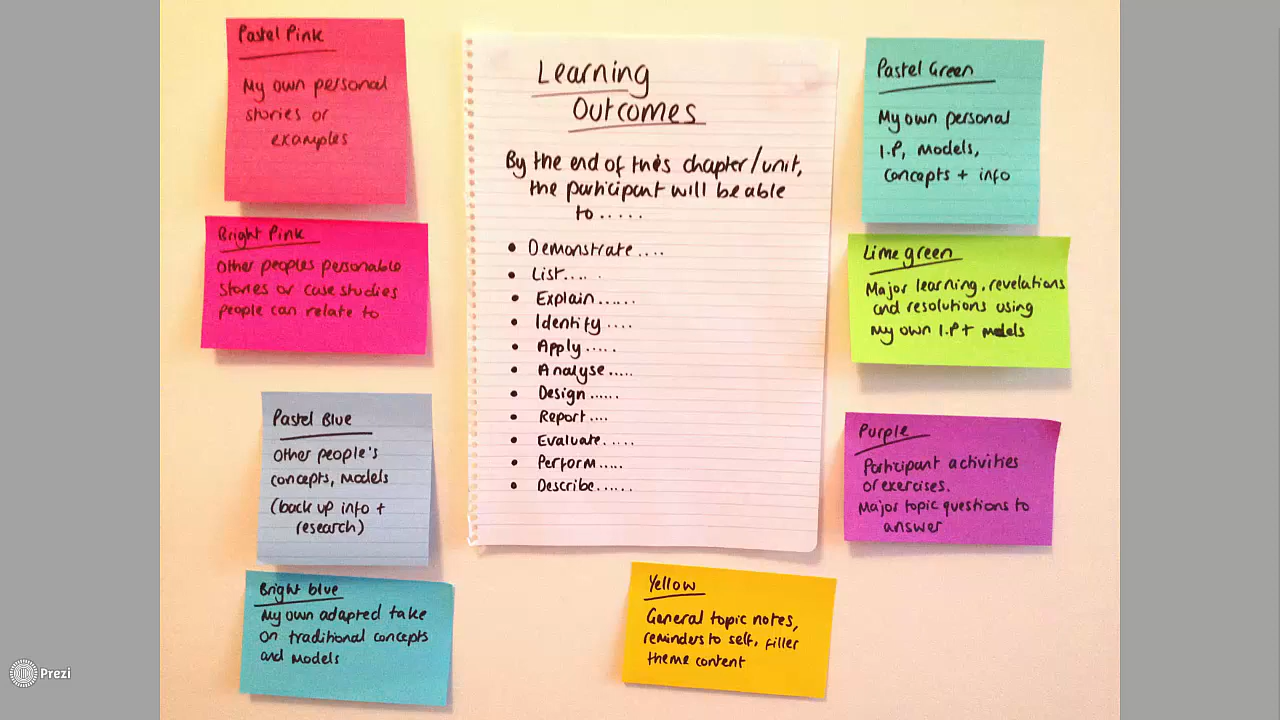 Pastel Pink
My own personal
stories or
examples
Bright Pink
Other peoples personable
stories or case studies
people can relate to
Pastel Blue
Other people's
concepts, models
(back up info +
research)
Bright blue
My own adapted take
on traditional concepts
and models
Learning
Outcomes
By the end of this chapter/unit,
the participant will be able
to.....
• Demonstrate....
• List.....
• Explain......
• Identify....
• Apply.....
• Analyse.....
• Design......
• Report....
• Evaluate.....
• Perform.....
• Describe......
Yellow
General topic notes,
reminders to self, filler
theme content
Pastel Green
My own personal
I.P, models,
concepts + info
Lime green
Major learning, revelations
and resolutions using
my own I.P + models
Purple
Participant activities
or exercises.
Major topic questions to
answer
Prezi